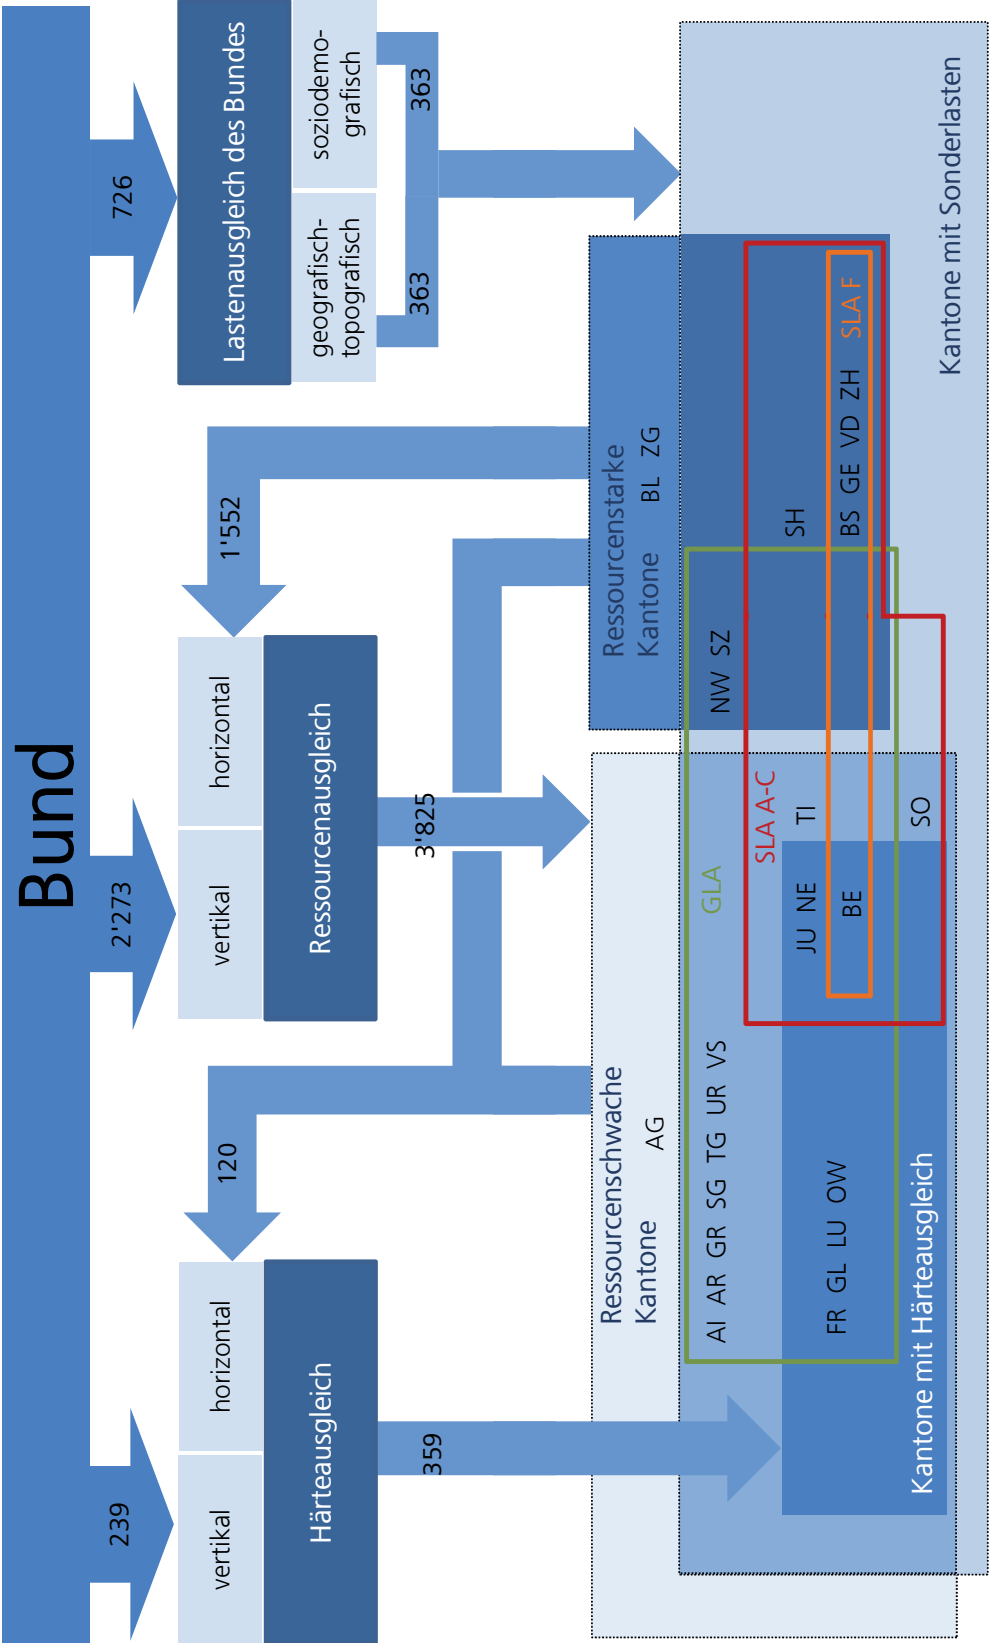 Bund
239
2'273
726
vertikal
horizontal
Härteausgleich
vertikal
horizontal
Ressourcenausgleich
Lastenausgleich des Bundes
geografisch-
topografisch
soziodemo-
grafisch
120
1'552
363
363
359
3'825
Ressourcenschwache
Kantone
AG
Ressourcenstarke
Kantone
BL ZG
AI AR GR SG TG UR VS
GLA
NW SZ
SLA A-C
JU NE
TI
SH
FR GL LU OW
BE
BS GE VD ZH
SLA F
Kantone mit Härteausgleich
SO
Kantone mit Sonderlasten